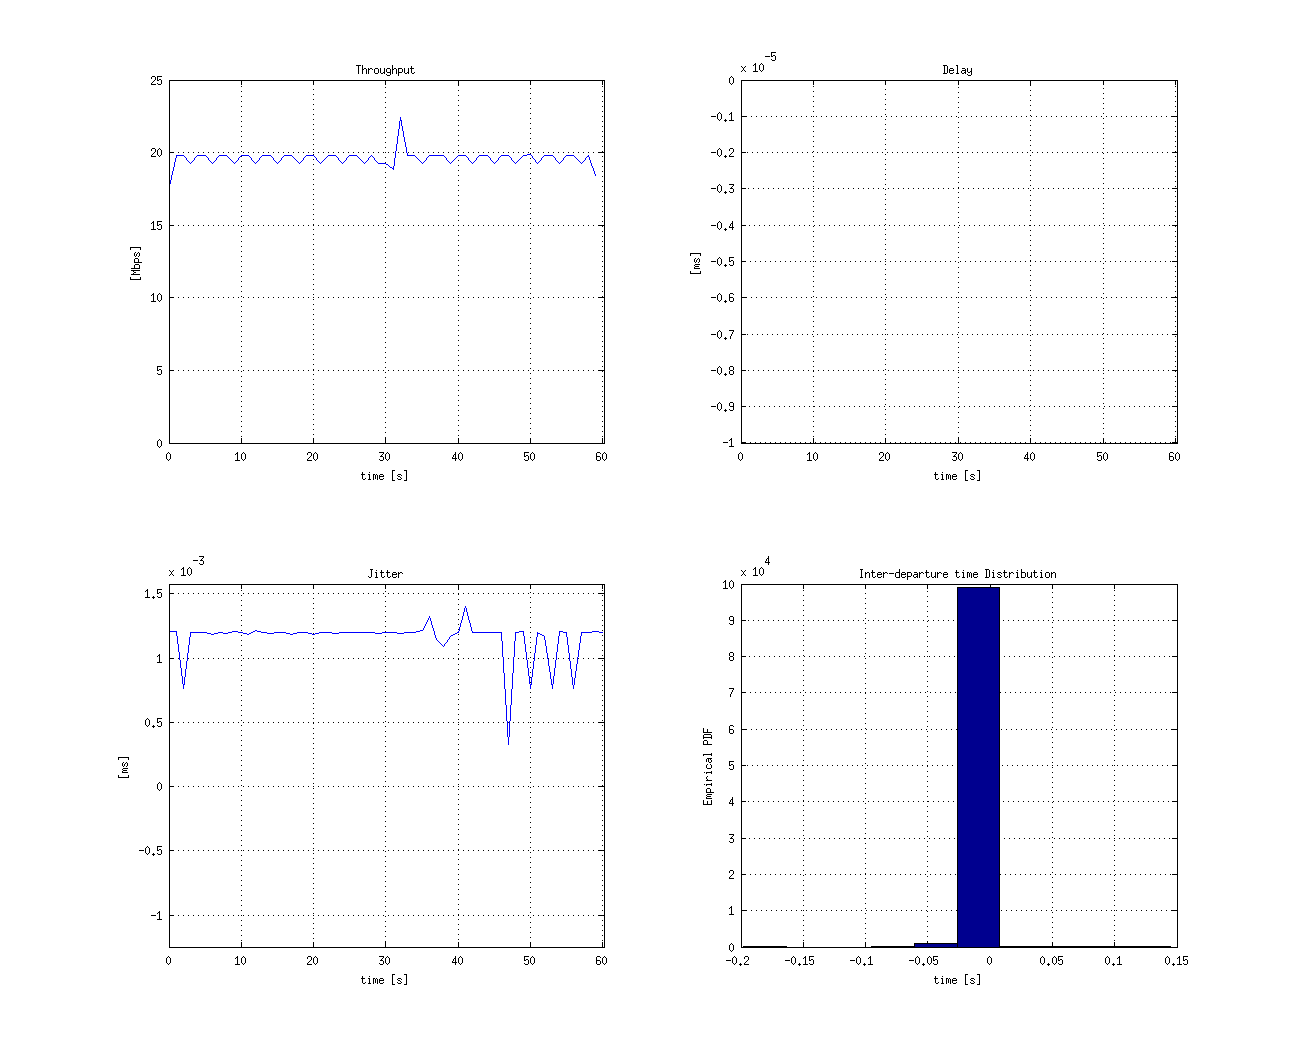 Throughput
25
20
15
10
5
0
[Mbps]
0 10 20 30 40 50 60
time [s]
x 10^-5
Delay
0
-0.1
-0.2
-0.3
-0.4
-0.5
-0.6
-0.7
-0.8
-0.9
-1
[ms]
0 10 20 30 40 50 60
time [s]
x 10^-3
Jitter
1.5
1
0.5
0
-0.5
-1
[ms]
0 10 20 30 40 50 60
time [s]
x 10^4
Inter-departure time Distribution
10
9
8
7
6
5
4
3
2
1
0
Empirical PDF
-0.2 -0.15 -0.1 -0.05 0 0.05 0.1 0.15
time [s]